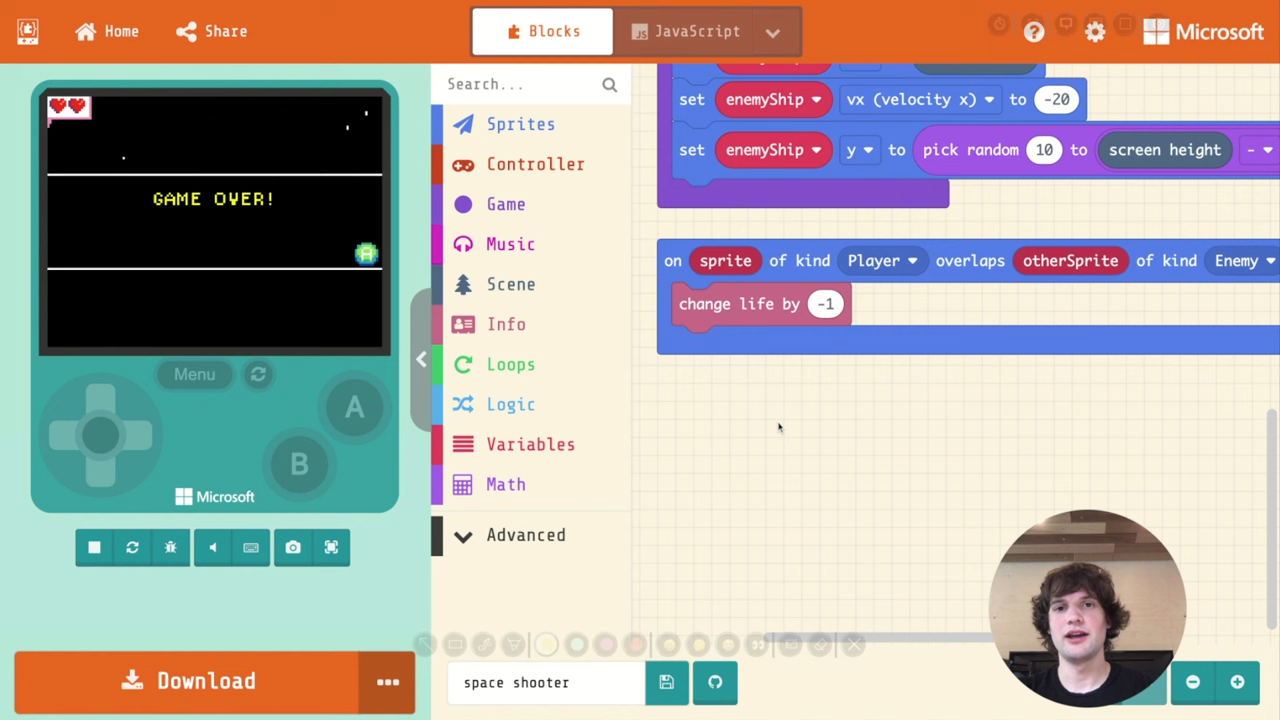 Home
Share
Blocks
JavaScript
Microsoft
GAME OVER!
A
Menu
A
B
Microsoft
Download
Search...
Sprites
Controller
Game
Music
Scene
Info
Loops
Logic
Variables
Math
Advanced
set enemyShip vx (velocity x) to -20
set enemyShip y to pick random 10 to screen height -
on sprite of kind Player overlaps otherSprite of kind Enemy
change life by -1
space shooter